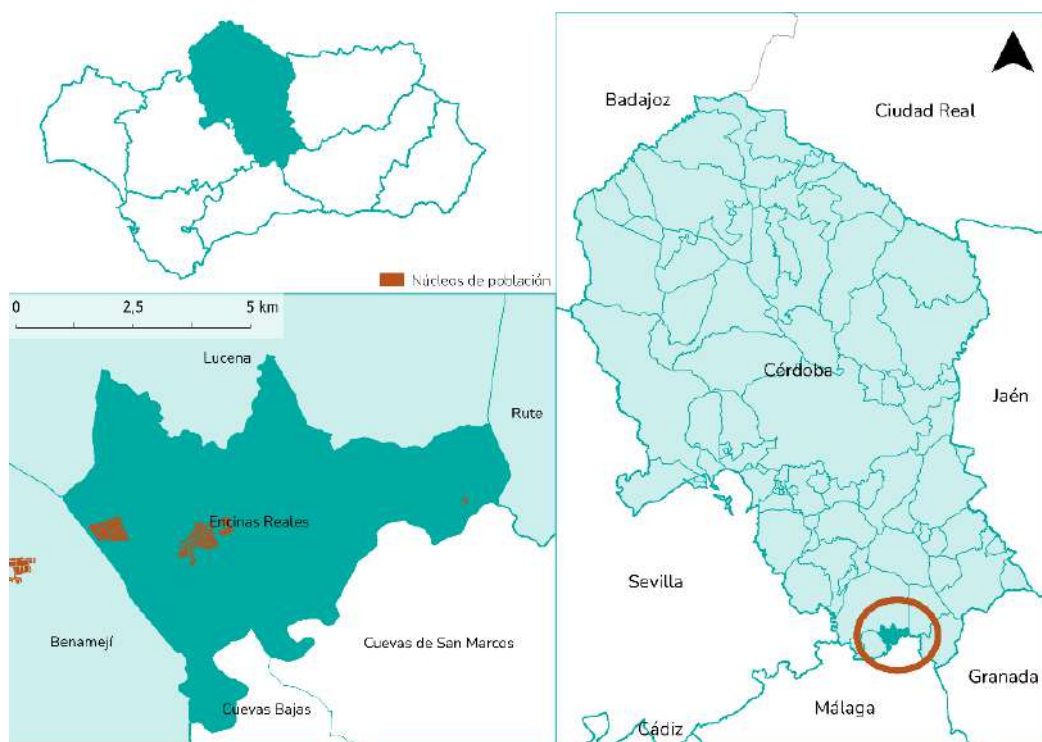 Núcleos de población
0 2,5 5 km
Lucena
Rute
Encinas Reales
Benamejí
Cuevas de San Marcos
Cuevas Bajas
Badajoz
Ciudad Real
Córdoba
Jaén
Sevilla
Granada
Málaga
Cádiz